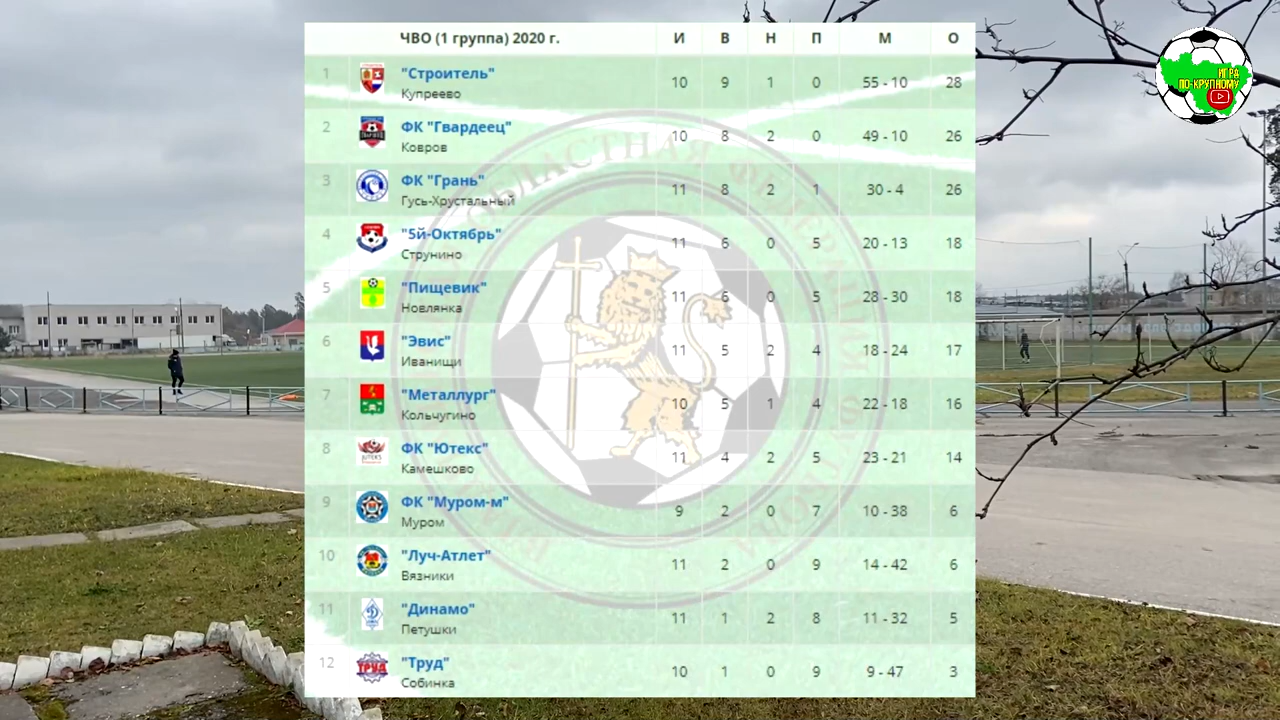 ЧВО (1 группа) 2020 г. И В Н П М О
1 "Строитель" 10 9 1 0 55 - 10 28
Купреево
2 ФК "Гвардеец" 10 8 2 0 49 - 10 26
Ковров
3 ФК "Грань" 11 8 2 1 30 - 4 26
Гусь-Хрустальный
4 "5й-Октябрь" 11 6 0 5 20 - 13 18
Струнино
5 "Пищевик" 11 6 0 5 28 - 30 18
Новлянка
6 "Эвис" 11 5 2 4 18 - 24 17
Иванищи
7 "Металлург" 10 5 1 4 22 - 18 16
Кольчугино
8 ФК "Ютекс" 11 4 2 5 23 - 21 14
Камешково
9 ФК "Муром-м" 9 2 0 7 10 - 38 6
Муром
10 "Луч-Атлет" 11 2 0 9 14 - 42 6
Вязники
11 "Динамо" 11 1 2 8 11 - 32 5
Петушки
12 "Труд" 10 1 0 9 9 - 47 3
Собинка
ИГРА
ПО-КРУПНОМУ
ТРУД
ОБЛАСТНАЯ